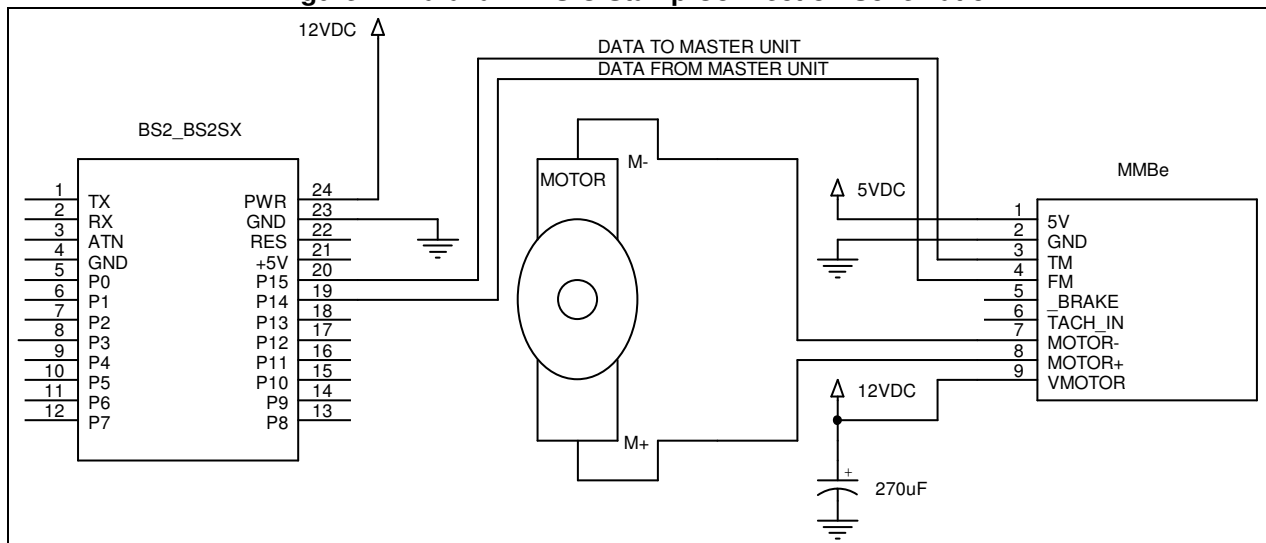 12VDC
DATA TO MASTER UNIT
DATA FROM MASTER UNIT
BS2_BS2SX
1 TX
2 RX
3 ATN
4 GND
5 P0
6 P1
7 P2
8 P3
9 P4
10 P5
11 P6
12 P7
PWR 24
GND 23
RES 22
+5V 21
P15 20
P14 19
P13 18
P12 17
P11 16
P10 15
P9 14
P8 13
M-
MOTOR
M+
MMBe
5VDC
1 5V
2 GND
3 TM
4 FM
5 _BRAKE
6 TACH_IN
7 MOTOR-
8 MOTOR+
9 VMOTOR
12VDC
+
270uF